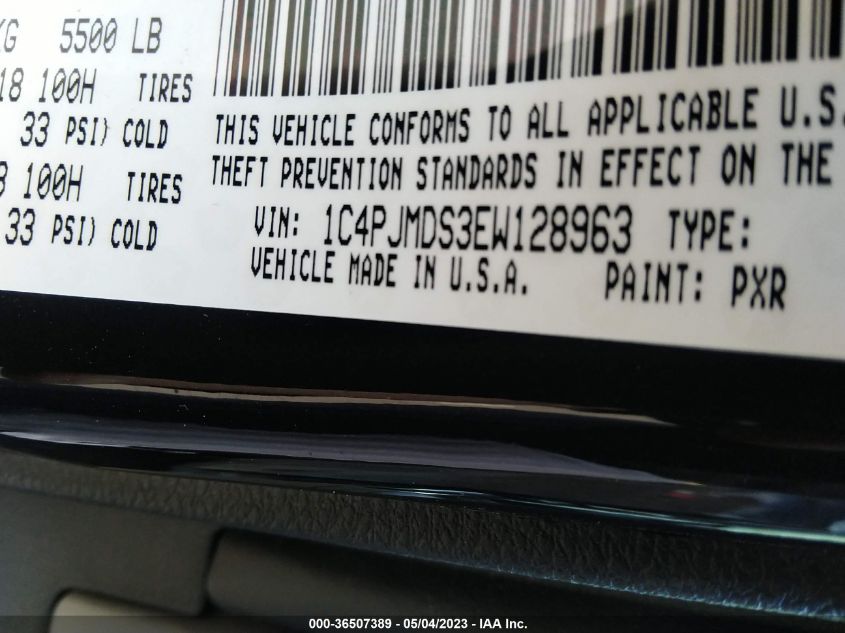 KG 5500 LB
18 100H TIRES
33 PSI) COLD
100H TIRES
33 PSI) COLD
THIS VEHICLE CONFORMS TO ALL APPLICABLE U.S.
THEFT PREVENTION STANDARDS IN EFFECT ON THE
VIN: 1C4PJMDS3EW128963 TYPE:
VEHICLE MADE IN U.S.A. PAINT: PXR
000-36507389 - 05/04/2023 - IAA Inc.